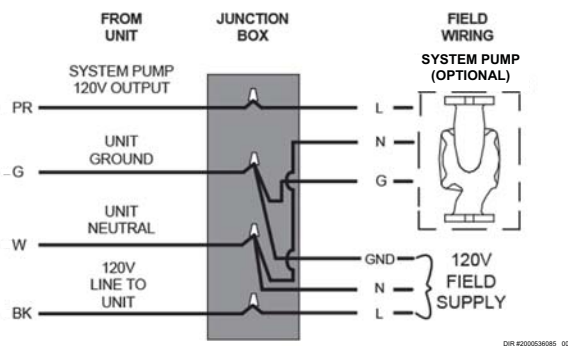 FROM
UNIT
JUNCTION
BOX
FIELD
WIRING
SYSTEM PUMP
(OPTIONAL)
SYSTEM PUMP
120V OUTPUT
PR
L
UNIT
GROUND
N
G
G
UNIT
NEUTRAL
W
GND
120V
FIELD
SUPPLY
120V
LINE TO
UNIT
N
BK
L
DIR #2000536085 00